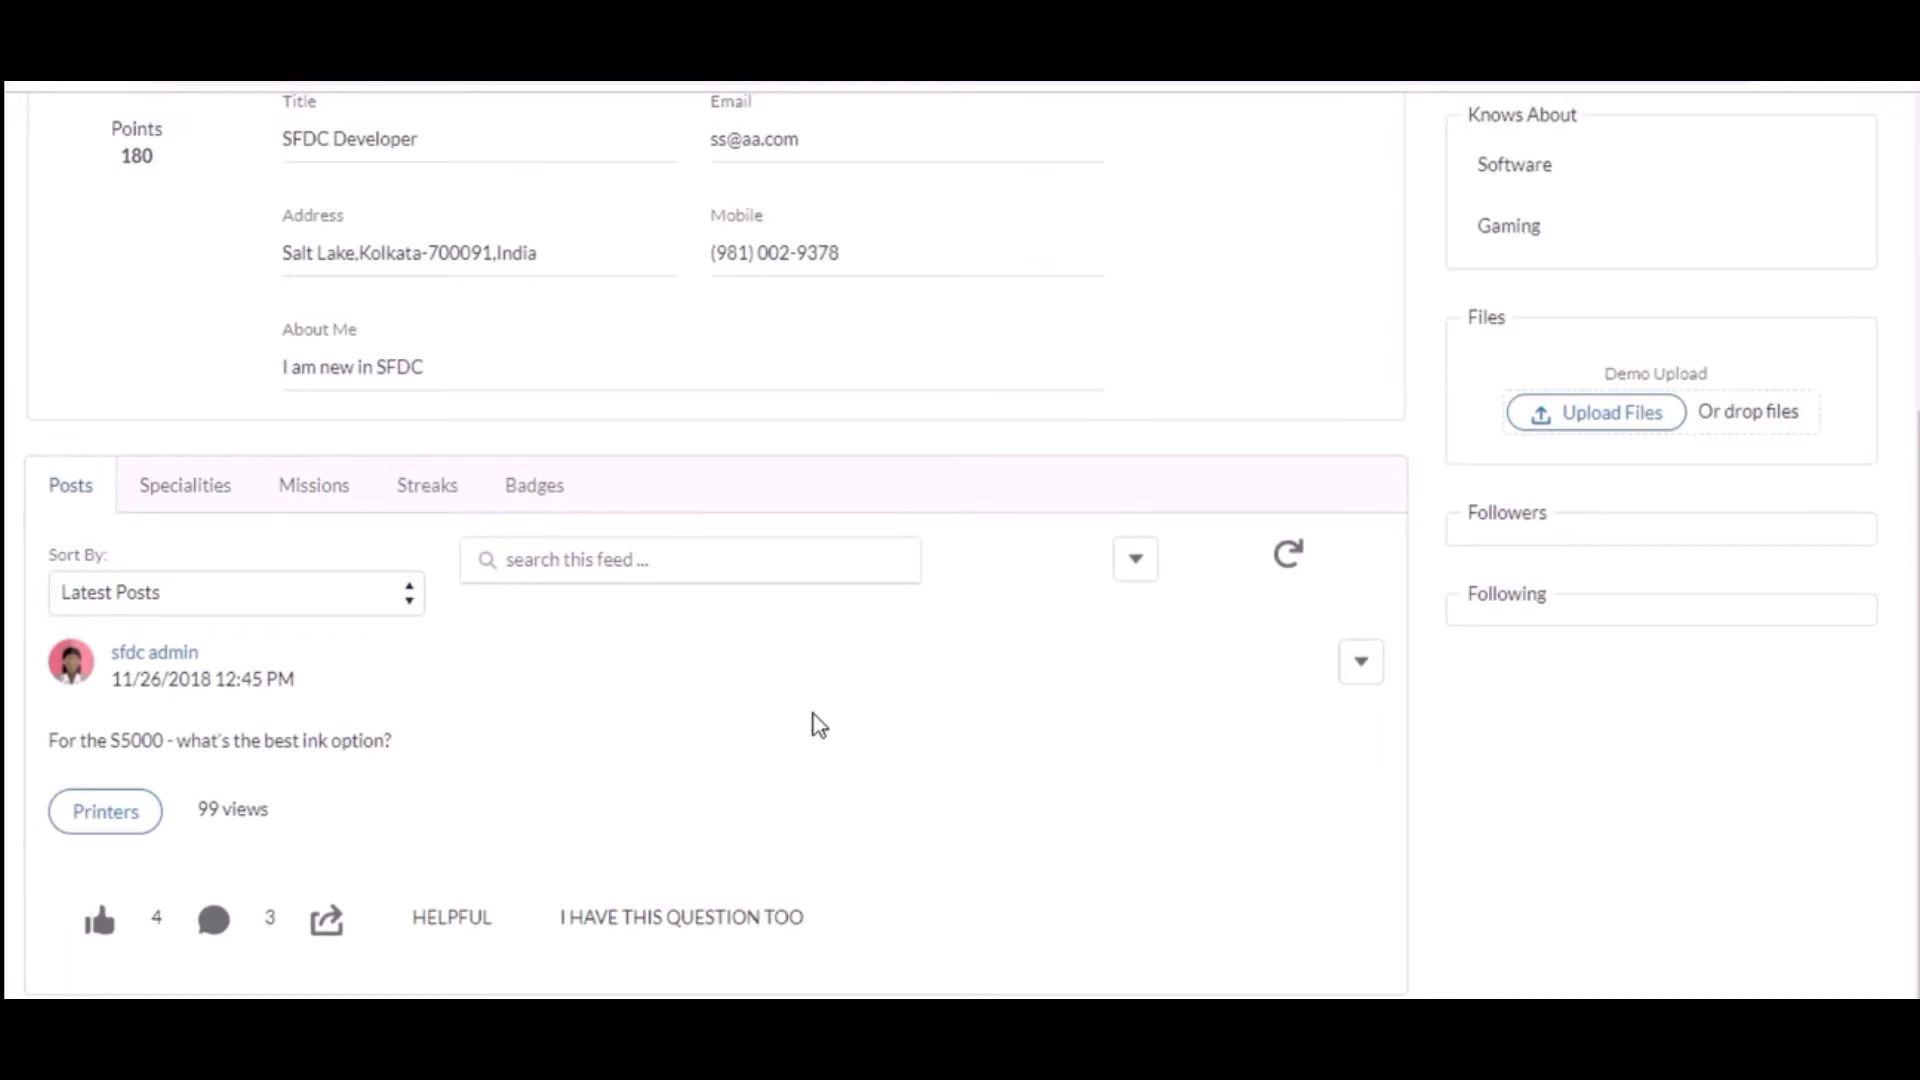 Points
180
Title
SFDC Developer
Email
ss@aa.com
Address
Salt Lake,Kolkata-700091,India
Mobile
(981) 002-9378
About Me
I am new in SFDC
Knows About
Software
Gaming
Files
Demo Upload
Upload Files Or drop files
Followers
Following
Posts Specialities Missions Streaks Badges
Sort By:
Latest Posts
search this feed ...
sfdc admin
11/26/2018 12:45 PM
For the S5000 - what's the best ink option?
Printers 99 views
4 3 HELPFUL I HAVE THIS QUESTION TOO